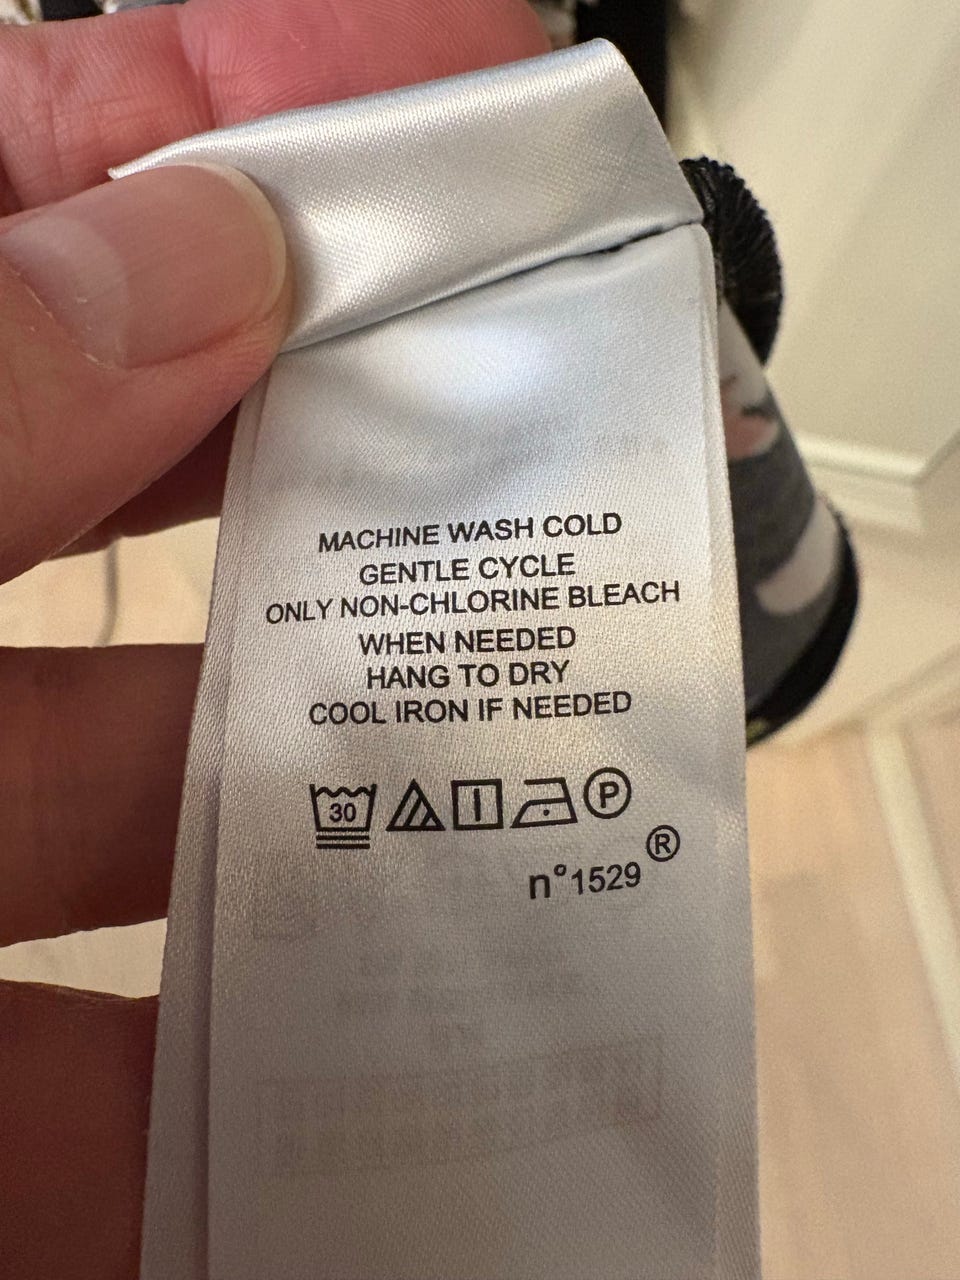 MACHINE WASH COLD
GENTLE CYCLE
ONLY NON-CHLORINE BLEACH
WHEN NEEDED
HANG TO DRY
COOL IRON IF NEEDED
30 P
n°1529 ®